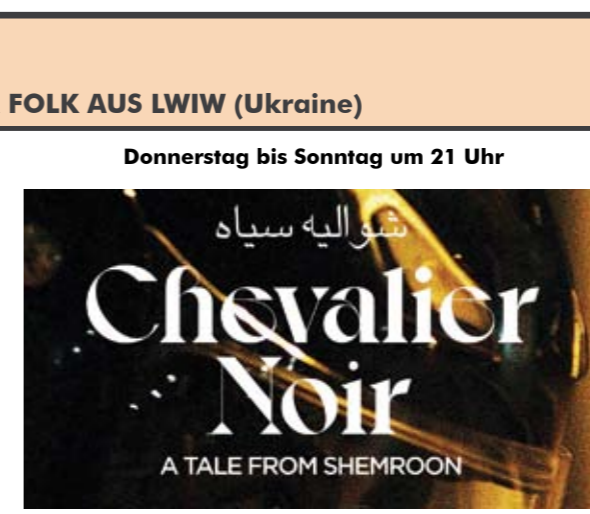 FOLK AUS LWIW (Ukraine)
Donnerstag bis Sonntag um 21 Uhr
شوالیه سیاه
Chevalier
Noir
A TALE FROM SHEMROON